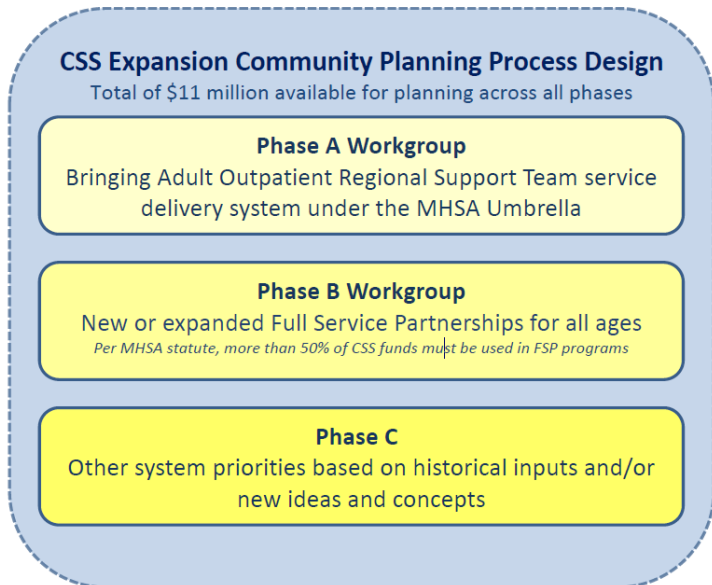 CSS Expansion Community Planning Process Design
Total of $11 million available for planning across all phases
Phase A Workgroup
Bringing Adult Outpatient Regional Support Team service
delivery system under the MHSA Umbrella
Phase B Workgroup
New or expanded Full Service Partnerships for all ages
Per MHSA statute, more than 50% of CSS funds must be used in FSP programs
Phase C
Other system priorities based on historical inputs and/or
new ideas and concepts